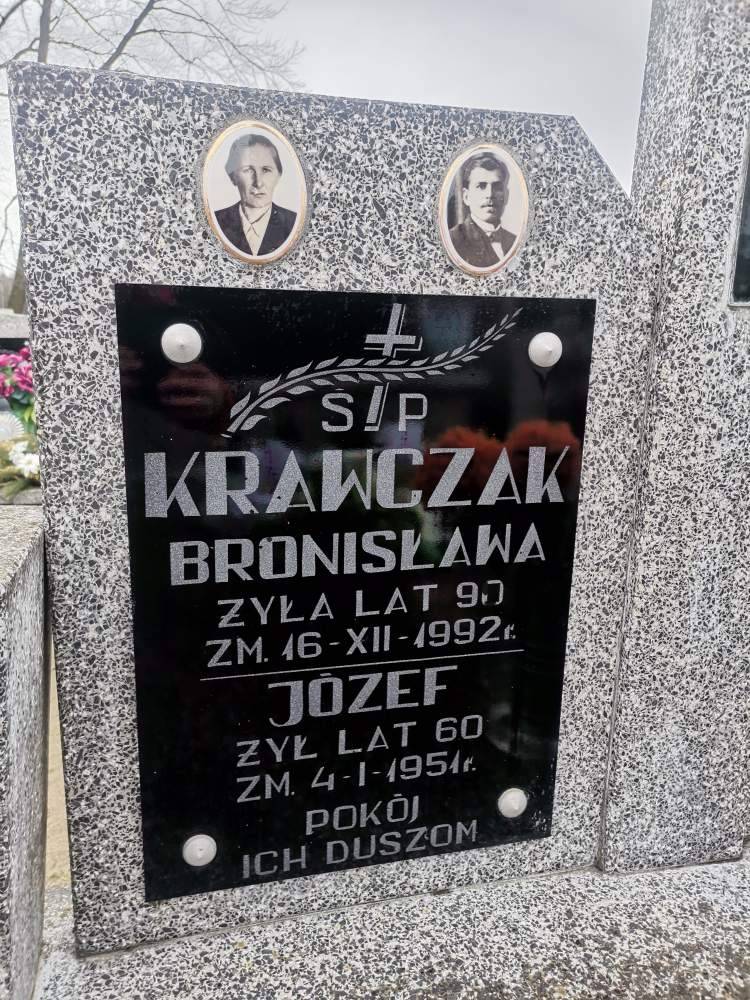 Ś P
KRAWCZAK
BRONISŁAWA
ŻYŁA LAT 90
ZM. 16-XII-1992r.
JÓZEF
ŻYŁ LAT 60
ZM. 4-I-1951r.
POKÓJ
ICH DUSZOM